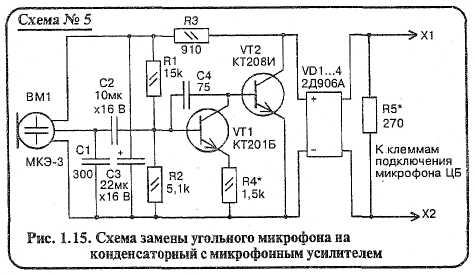 Схема № 5
R3
910
VT2
КТ208И
X1
C2
10мк
x16 В
R1
15k
C4
75
VD1...4
2Д906А
BM1
VT1
КТ201Б
R5*
270
МКЭ-3
C1
300
C3
22мк
x16 В
R2
5,1k
R4*
1,5k
К клеммам
подключения
микрофона ЦБ
X2
Рис. 1.15. Схема замены угольного микрофона на
конденсаторный с микрофонным усилителем